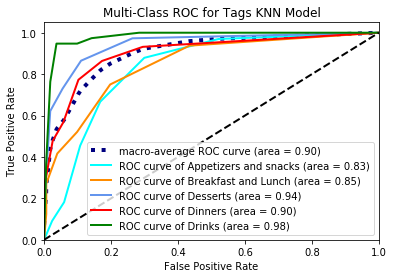 Multi-Class ROC for Tags KNN Model
True Positive Rate
1.0
0.8
0.6
0.4
0.2
0.0
macro-average ROC curve (area = 0.90)
ROC curve of Appetizers and snacks (area = 0.83)
ROC curve of Breakfast and Lunch (area = 0.85)
ROC curve of Desserts (area = 0.94)
ROC curve of Dinners (area = 0.90)
ROC curve of Drinks (area = 0.98)
0.0 0.2 0.4 0.6 0.8 1.0
False Positive Rate